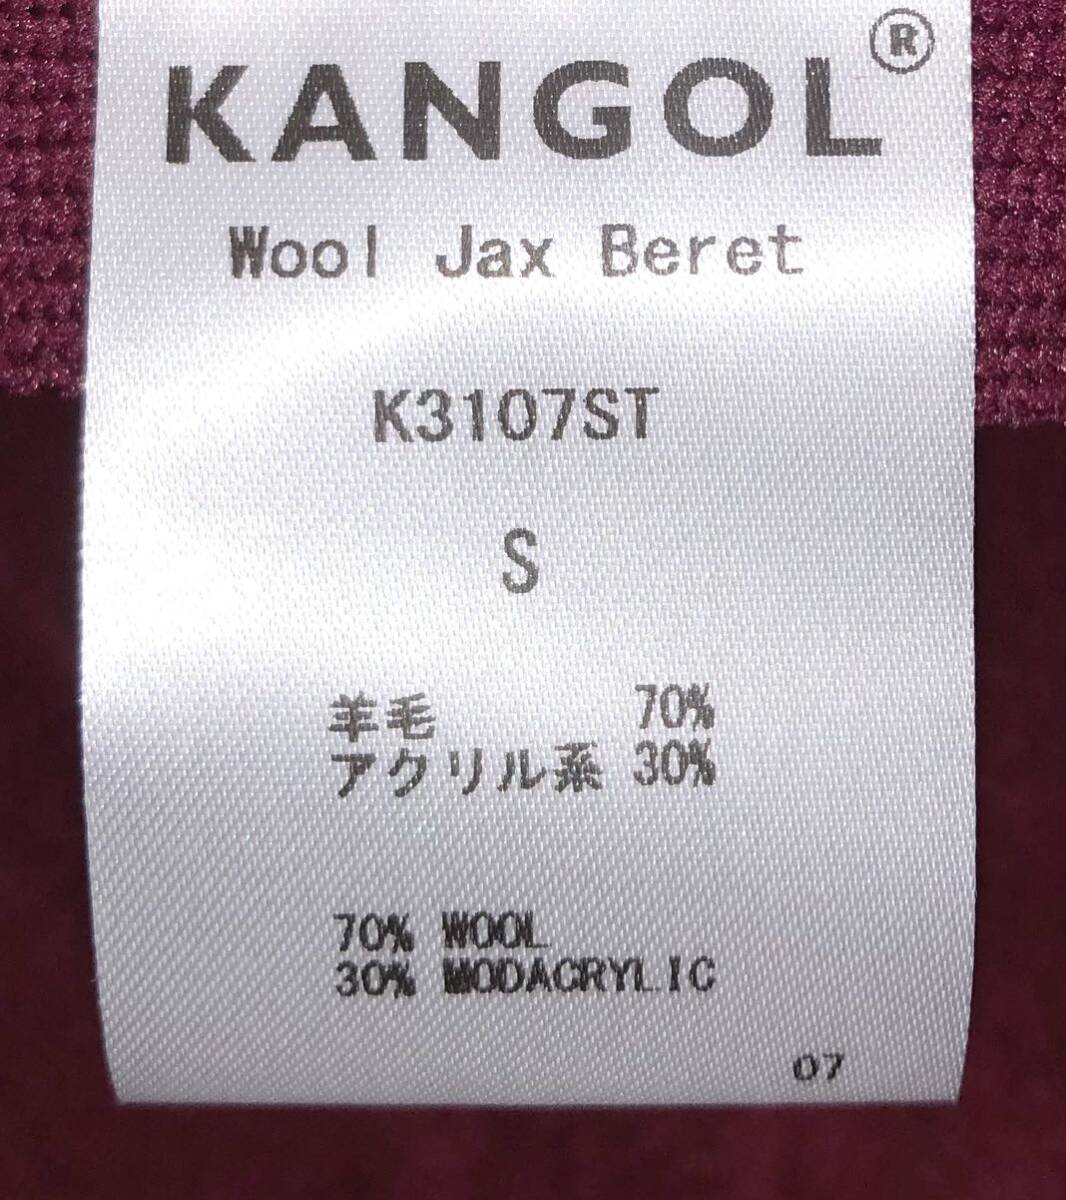 KANGOL®
Wool Jax Beret
K3107ST
S
羊毛 70%
アクリル系 30%
70% WOOL
30% MODACRYLIC
07